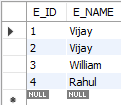 E_ID E_NAME
1 Vijay
2 Vijay
3 William
4 Rahul
NULL NULL